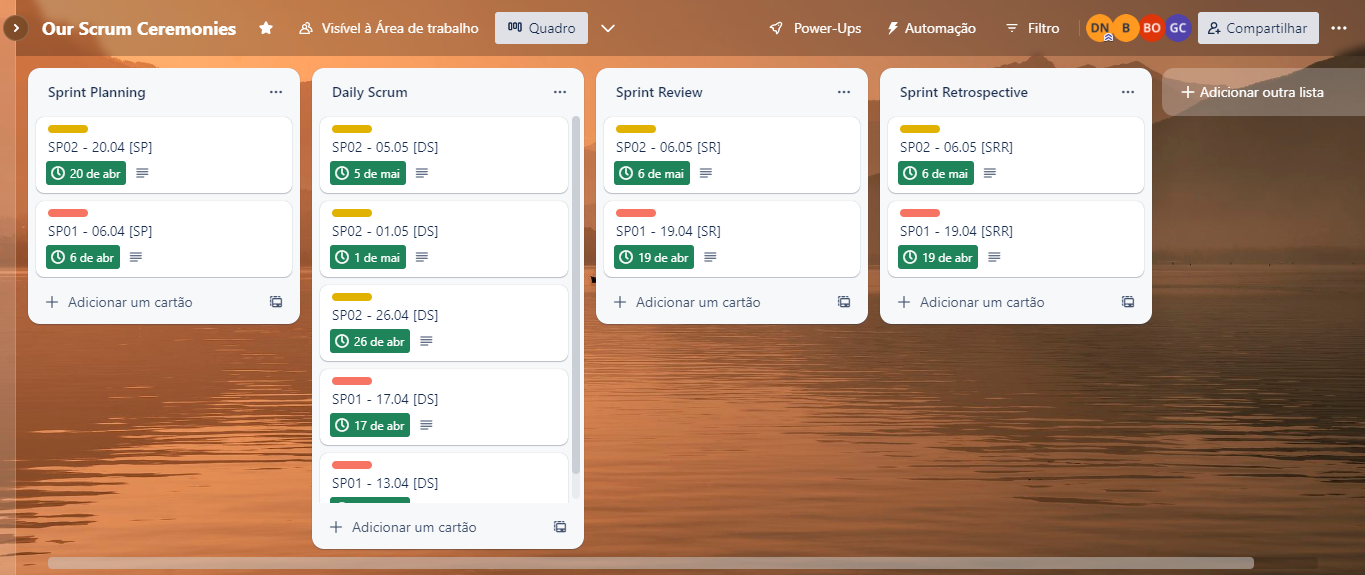 Our Scrum Ceremonies
Visível à Área de trabalho
Quadro
Power-Ups
Automação
Filtro
DN
B
BO
GC
Compartilhar
Sprint Planning
SP02 - 20.04 [SP]
20 de abr
SP01 - 06.04 [SP]
6 de abr
Adicionar um cartão
Daily Scrum
SP02 - 05.05 [DS]
5 de mai
SP02 - 01.05 [DS]
1 de mai
SP02 - 26.04 [DS]
26 de abr
SP01 - 17.04 [DS]
17 de abr
SP01 - 13.04 [DS]
Adicionar um cartão
Sprint Review
SP02 - 06.05 [SR]
6 de mai
SP01 - 19.04 [SR]
19 de abr
Adicionar um cartão
Sprint Retrospective
SP02 - 06.05 [SRR]
6 de mai
SP01 - 19.04 [SRR]
19 de abr
Adicionar um cartão
Adicionar outra lista